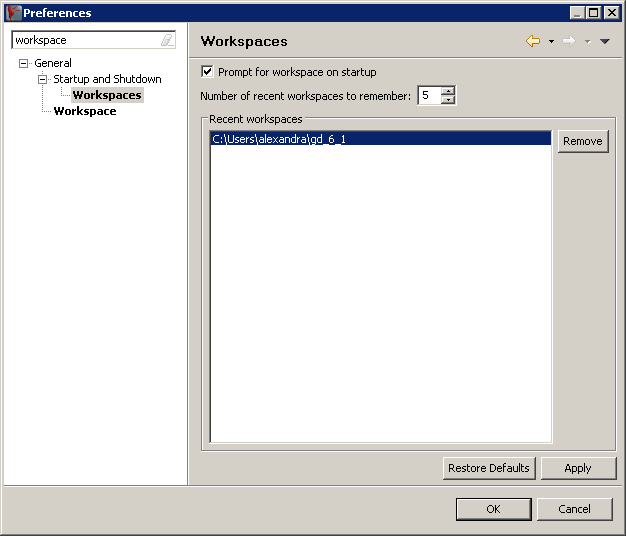 Preferences
workspace
General
Startup and Shutdown
Workspaces
Workspace
Workspaces
Prompt for workspace on startup
Number of recent workspaces to remember: 5
Recent workspaces
C:\Users\alexandra\gd_6_1
Remove
Restore Defaults
Apply
OK
Cancel